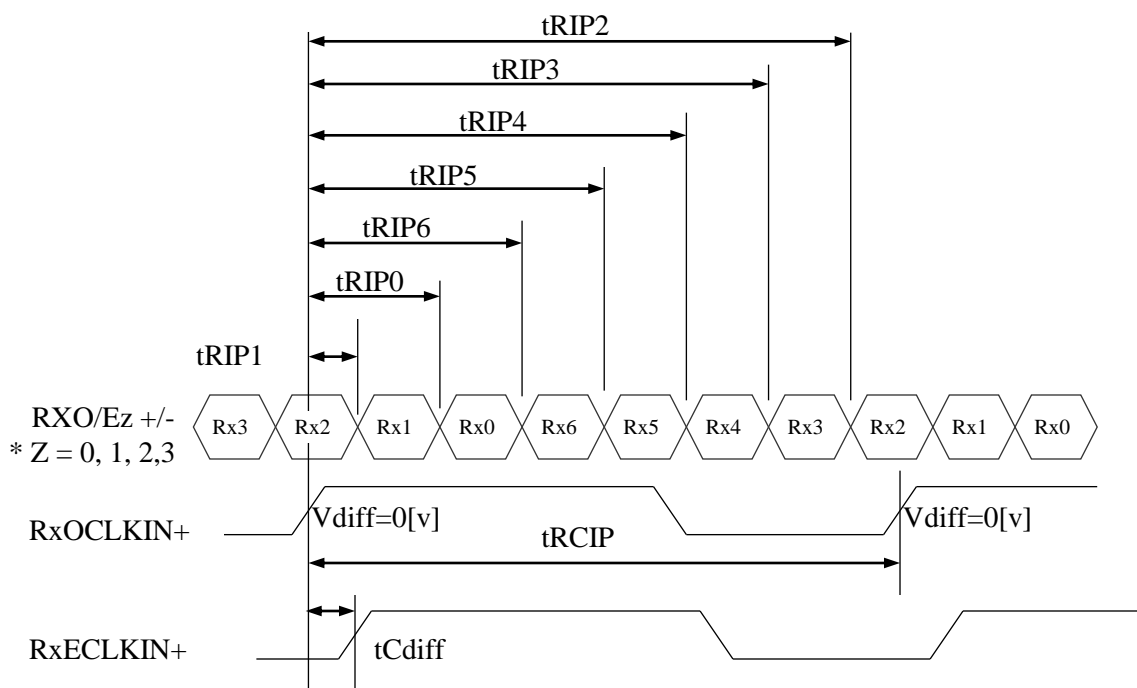 tRIP2
tRIP3
tRIP4
tRIP5
tRIP6
tRIP0
tRIP1
RXO/Ez +/-
* Z = 0, 1, 2,3
Rx3 Rx2 Rx1 Rx0 Rx6 Rx5 Rx4 Rx3 Rx2 Rx1 Rx0
RxOCLKIN+
Vdiff=0[v] Vdiff=0[v]
tRCIP
RxECLKIN+
tCdiff